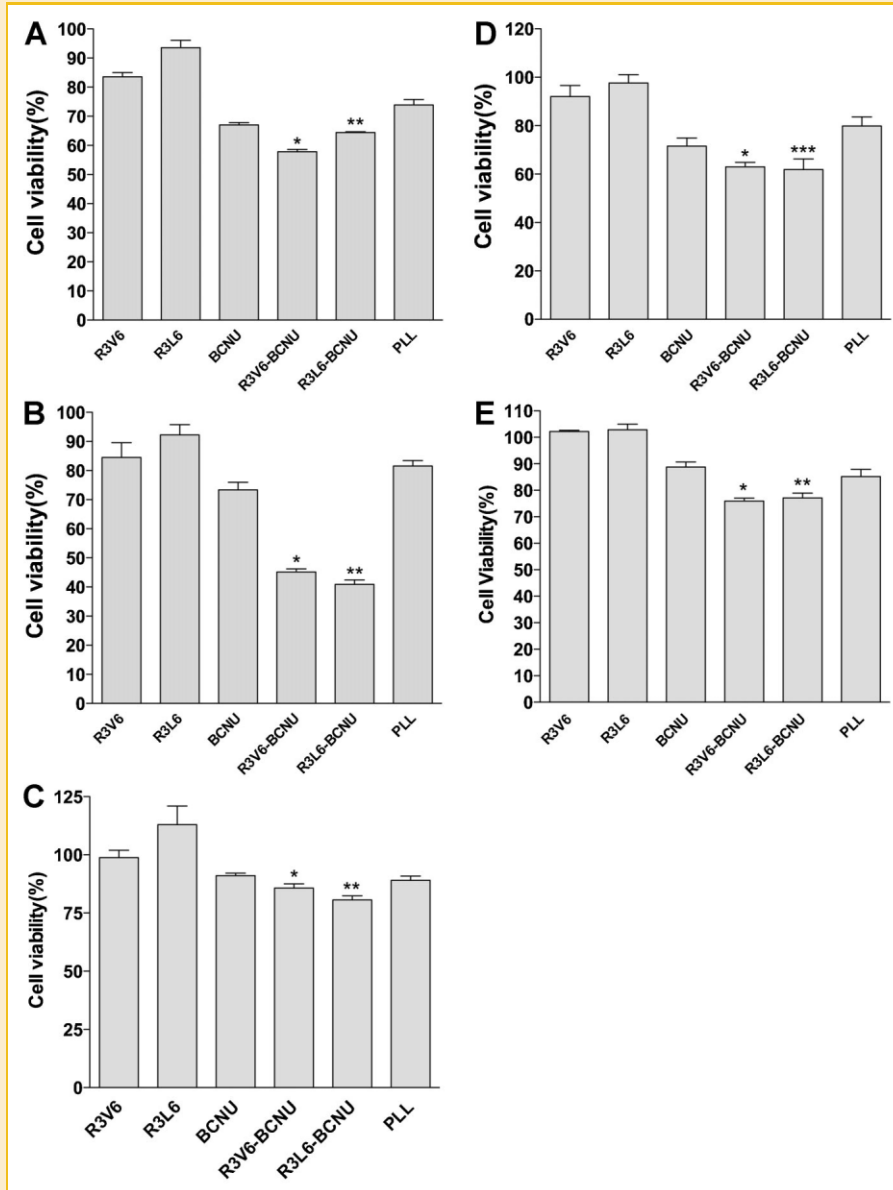 A
Cell viability(%)
100
90
80
70
60
50
40
30
20
10
0
*
**
R3V6
R3L6
BCNU
R3V6-BCNU
R3L6-BCNU
PLL
B
Cell viability(%)
100
90
80
70
60
50
40
30
20
10
0
*
**
R3V6
R3L6
BCNU
R3V6-BCNU
R3L6-BCNU
PLL
C
Cell viability(%)
125
100
75
50
25
0
*
**
R3V6
R3L6
BCNU
R3V6-BCNU
R3L6-BCNU
PLL
D
Cell viability(%)
120
100
80
60
40
20
0
*
***
R3V6
R3L6
BCNU
R3V6-BCNU
R3L6-BCNU
PLL
E
Cell Viability(%)
110
100
90
80
70
60
50
40
30
20
10
0
*
**
R3V6
R3L6
BCNU
R3V6-BCNU
R3L6-BCNU
PLL